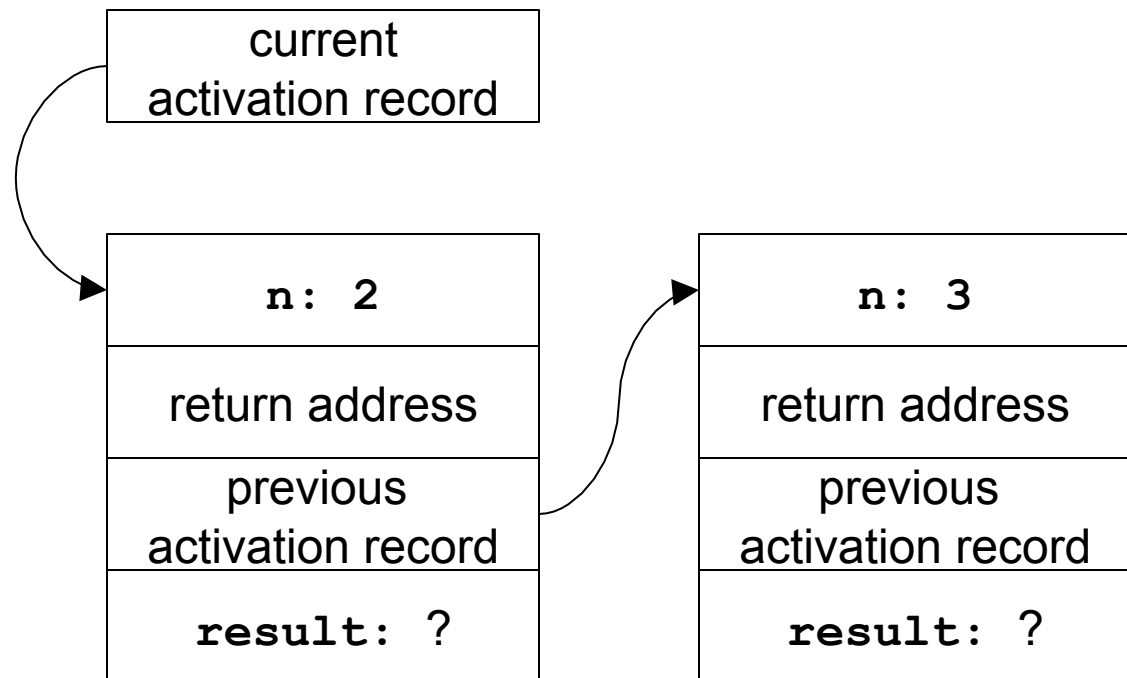 current
activation record
n: 2
return address
previous
activation record
result: ?
n: 3
return address
previous
activation record
result: ?